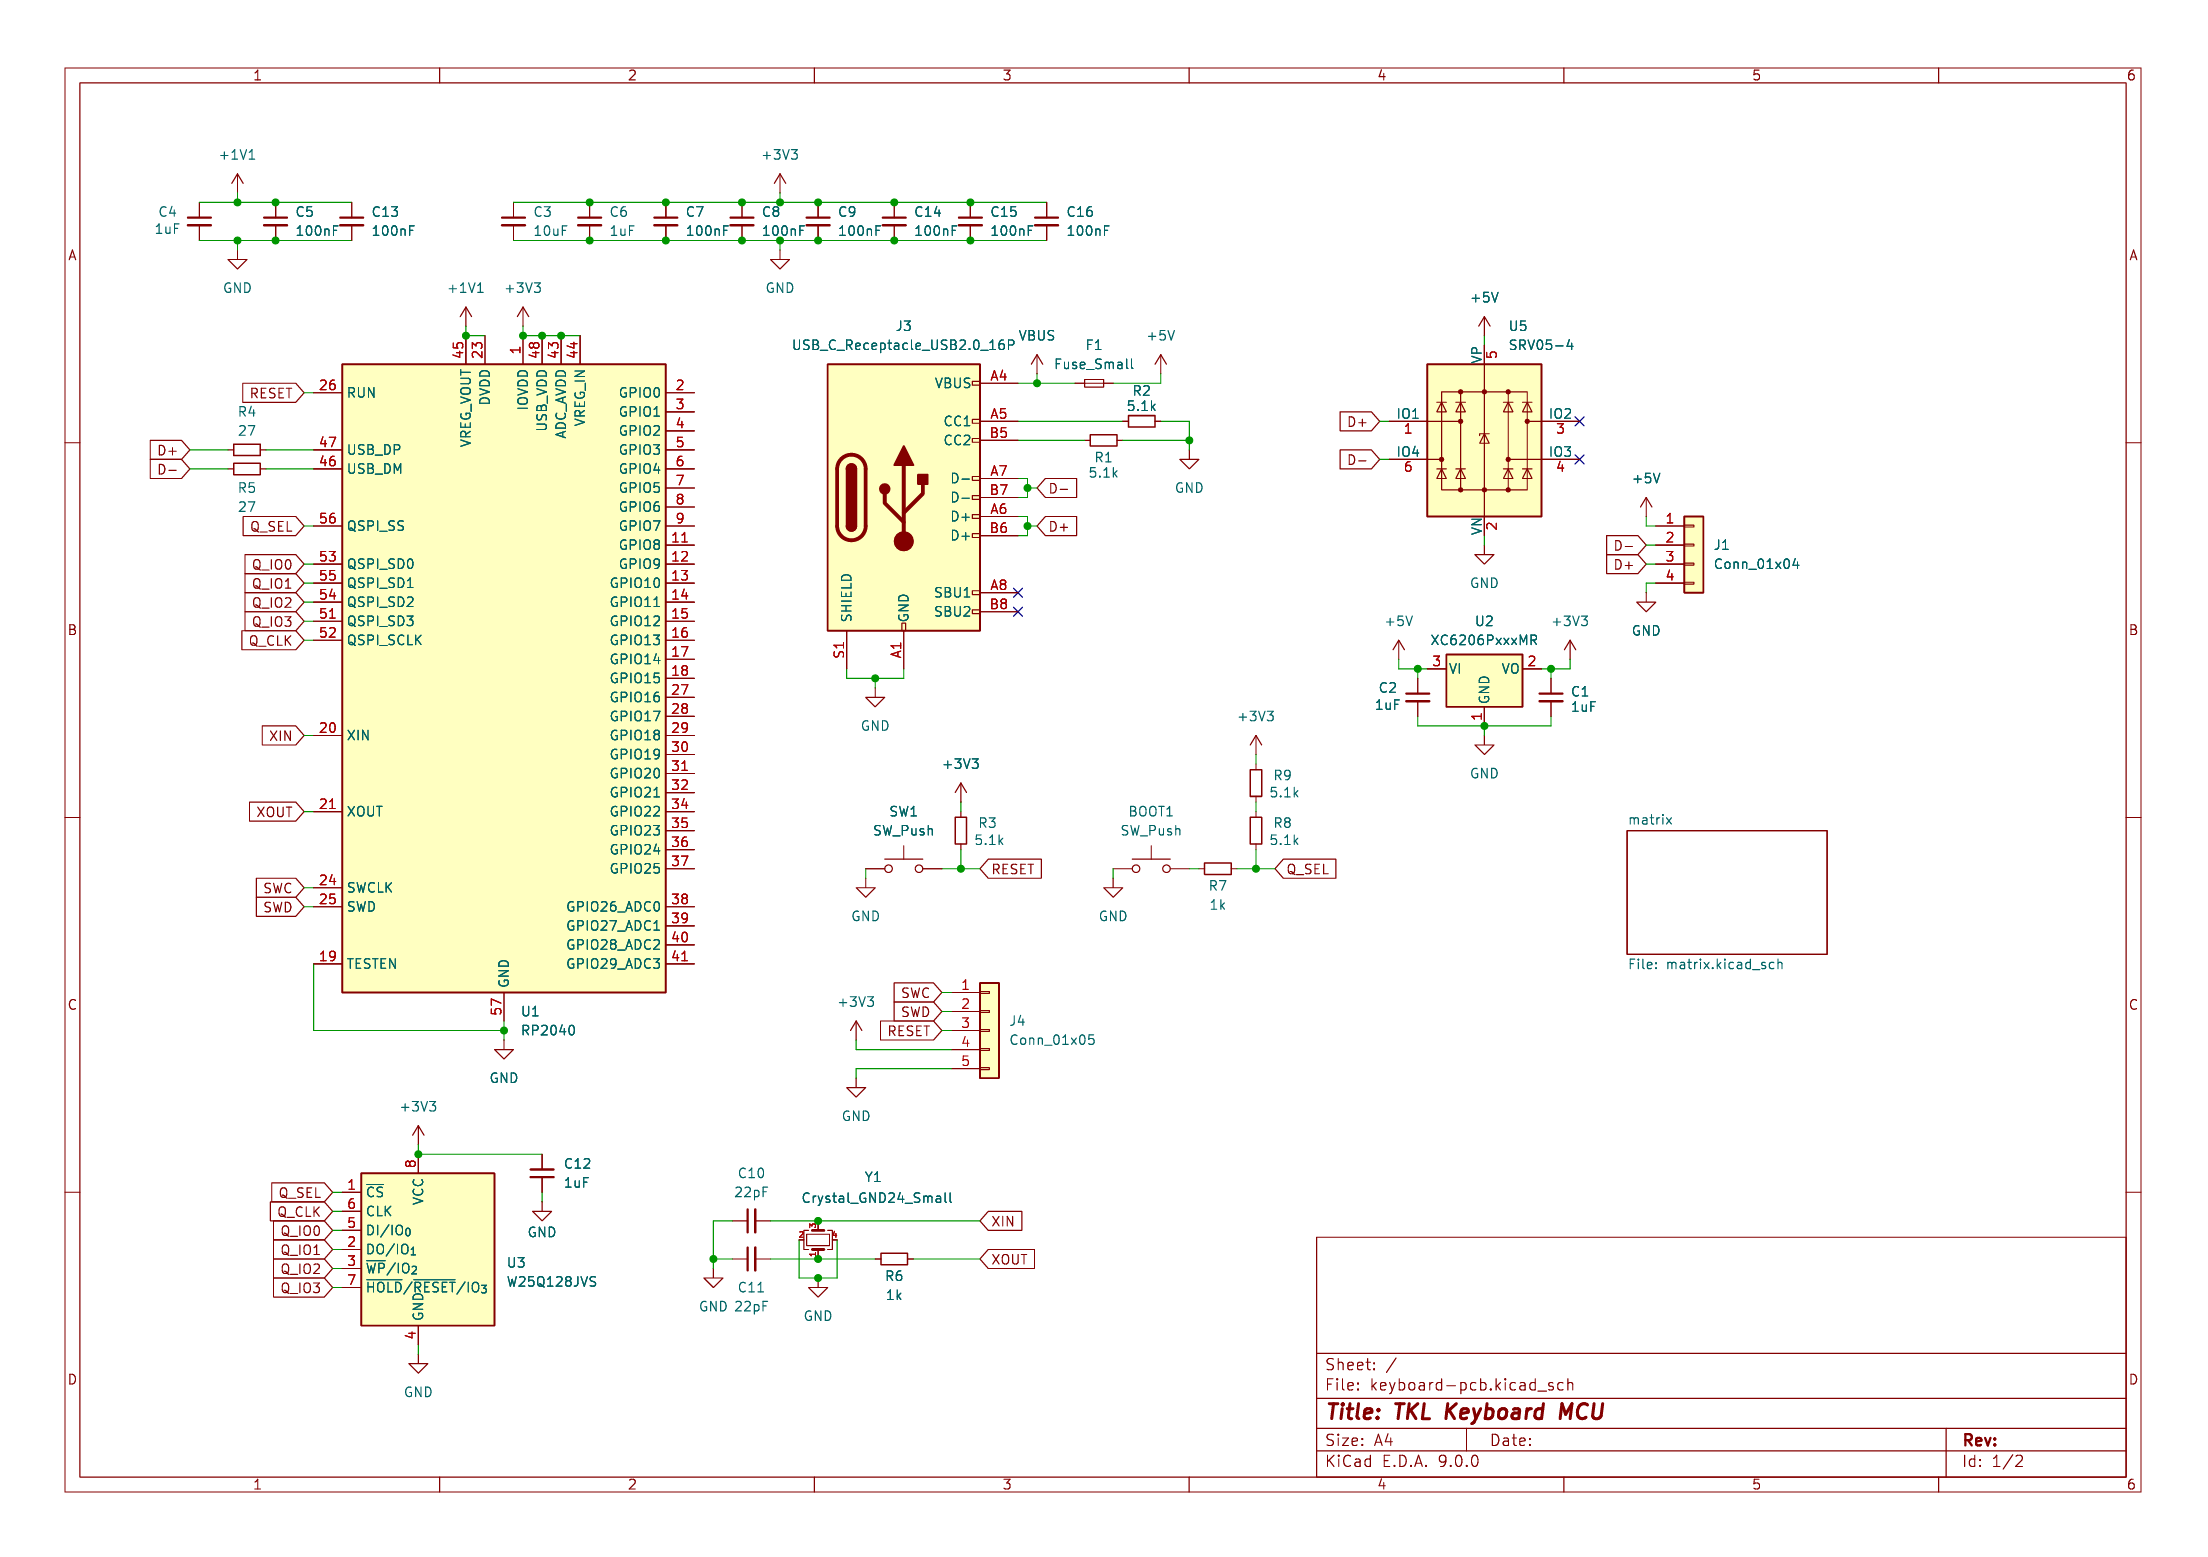 1 2 3 4 5 6
A
B
C
D
+1V1
C4
1uF
C5
100nF
C13
100nF
GND
+3V3
C3
10uF
C6
1uF
C7
100nF
C8
100nF
C9
100nF
C14
100nF
C15
100nF
C16
100nF
GND
+1V1
+3V3
45
23
1
48
43
44
VREG_VOUT
DVDD
IOVDD
USB_VDD
ADC_AVDD
VREG_IN
RESET 26 RUN
R4
27
D+ 47 USB_DP
D- 46 USB_DM
R5
27
Q_SEL 56 QSPI_SS
Q_IO0 53 QSPI_SD0
Q_IO1 55 QSPI_SD1
Q_IO2 54 QSPI_SD2
Q_IO3 51 QSPI_SD3
Q_CLK 52 QSPI_SCLK
XIN 20 XIN
XOUT 21 XOUT
SWC 24 SWCLK
SWD 25 SWD
19 TESTEN
GPIO0 2
GPIO1 3
GPIO2 4
GPIO3 5
GPIO4 6
GPIO5 7
GPIO6 8
GPIO7 9
GPIO8 11
GPIO9 12
GPIO10 13
GPIO11 14
GPIO12 15
GPIO13 16
GPIO14 17
GPIO15 18
GPIO16 27
GPIO17 28
GPIO18 29
GPIO19 30
GPIO20 31
GPIO21 32
GPIO22 34
GPIO23 35
GPIO24 36
GPIO25 37
GPIO26_ADC0 38
GPIO27_ADC1 39
GPIO28_ADC2 40
GPIO29_ADC3 41
GND
57
U1
RP2040
GND
J3
USB_C_Receptacle_USB2.0_16P
VBUS
+5V
F1
Fuse_Small
VBUS A4
R2
5.1k
CC1 A5
CC2 B5
R1
5.1k
GND
D- A7
D- B7
D-
D+ A6
D+ B6
D+
SBU1 A8
SBU2 B8
SHIELD
GND
S1
A1
GND
+5V
U5
SRV05-4
VP
5
D+ IO1 1
IO2 3
D- IO4 6
IO3 4
VN
2
GND
+5V
1
D- 2
D+ 3
4
J1
Conn_01x04
GND
+5V
U2
XC6206PxxxMR
+3V3
3 VI
VO 2
GND
1
C2
1uF
C1
1uF
GND
+3V3
SW1
SW_Push
R3
5.1k
RESET
GND
+3V3
R9
5.1k
BOOT1
SW_Push
R8
5.1k
Q_SEL
R7
1k
GND
matrix
File: matrix.kicad_sch
+3V3
SWC 1
SWD 2
RESET 3
4
5
J4
Conn_01x05
GND
+3V3
8
VCC
C12
1uF
GND
Q_SEL 1 CS
Q_CLK 6 CLK
Q_IO0 5 DI/IO0
Q_IO1 2 DO/IO1
Q_IO2 3 WP/IO2
Q_IO3 7 HOLD/RESET/IO3
U3
W25Q128JVS
GND
4
GND
C10
22pF
Y1
Crystal_GND24_Small
XIN
3
2
4
1
XOUT
C11
22pF
GND
R6
1k
GND
Sheet: /
File: keyboard-pcb.kicad_sch
Title: TKL Keyboard MCU
Size: A4 Date: Rev:
KiCad E.D.A. 9.0.0 Id: 1/2
A
B
C
D
1 2 3 4 5 6